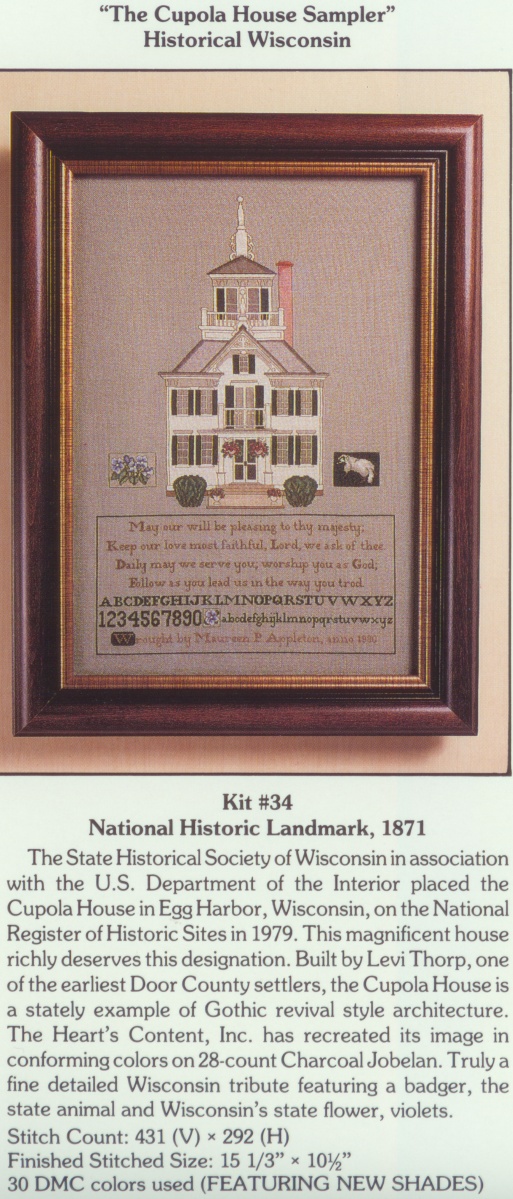 “The Cupola House Sampler”
Historical Wisconsin
May our will be pleasing to thy majesty;
Keep our love most faithful, Lord, we ask of thee.
Daily may we serve you; worship you as God;
Follow as you lead us in the way you trod.
ABCDEFGHIJKLMNOPQRSTUVWXYZ
1234567890 abcdefghijklmnopqrstuvwxyz
Wrought by Maureen P. Appleton, anno
Kit #34
National Historic Landmark, 1871
The State Historical Society of Wisconsin in association
with the U.S. Department of the Interior placed the
Cupola House in Egg Harbor, Wisconsin, on the National
Register of Historic Sites in 1979. This magnificent house
richly deserves this designation. Built by Levi Thorp, one
of the earliest Door County settlers, the Cupola House is
a stately example of Gothic revival style architecture.
The Heart’s Content, Inc. has recreated its image in
conforming colors on 28-count Charcoal Jobelan. Truly a
fine detailed Wisconsin tribute featuring a badger, the
state animal and Wisconsin’s state flower, violets.
Stitch Count: 431 (V) × 292 (H)
Finished Stitched Size: 15 1/3” × 10½”
30 DMC colors used (FEATURING NEW SHADES)